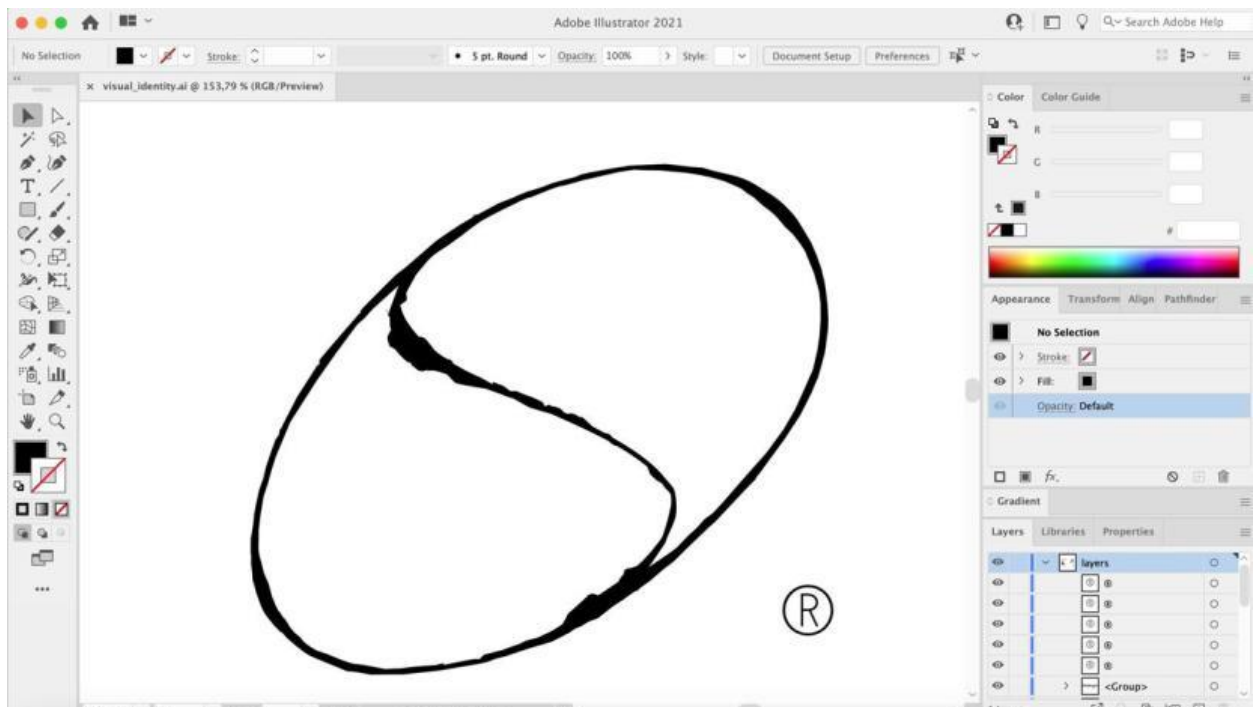 Adobe Illustrator 2021
Search Adobe Help
No Selection
Stroke:
5 pt. Round
Opacity: 100%
Style:
Document Setup
Preferences
× visual_identity.ai @ 153,79 % (RGB/Preview)
Color Color Guide
R
G
B
#
Appearance Transform Align Pathfinder
No Selection
Stroke:
Fill:
Opacity: Default
fx.
Gradient
Layers Libraries Properties
layers
®
®
®
®
®
<Group>
®